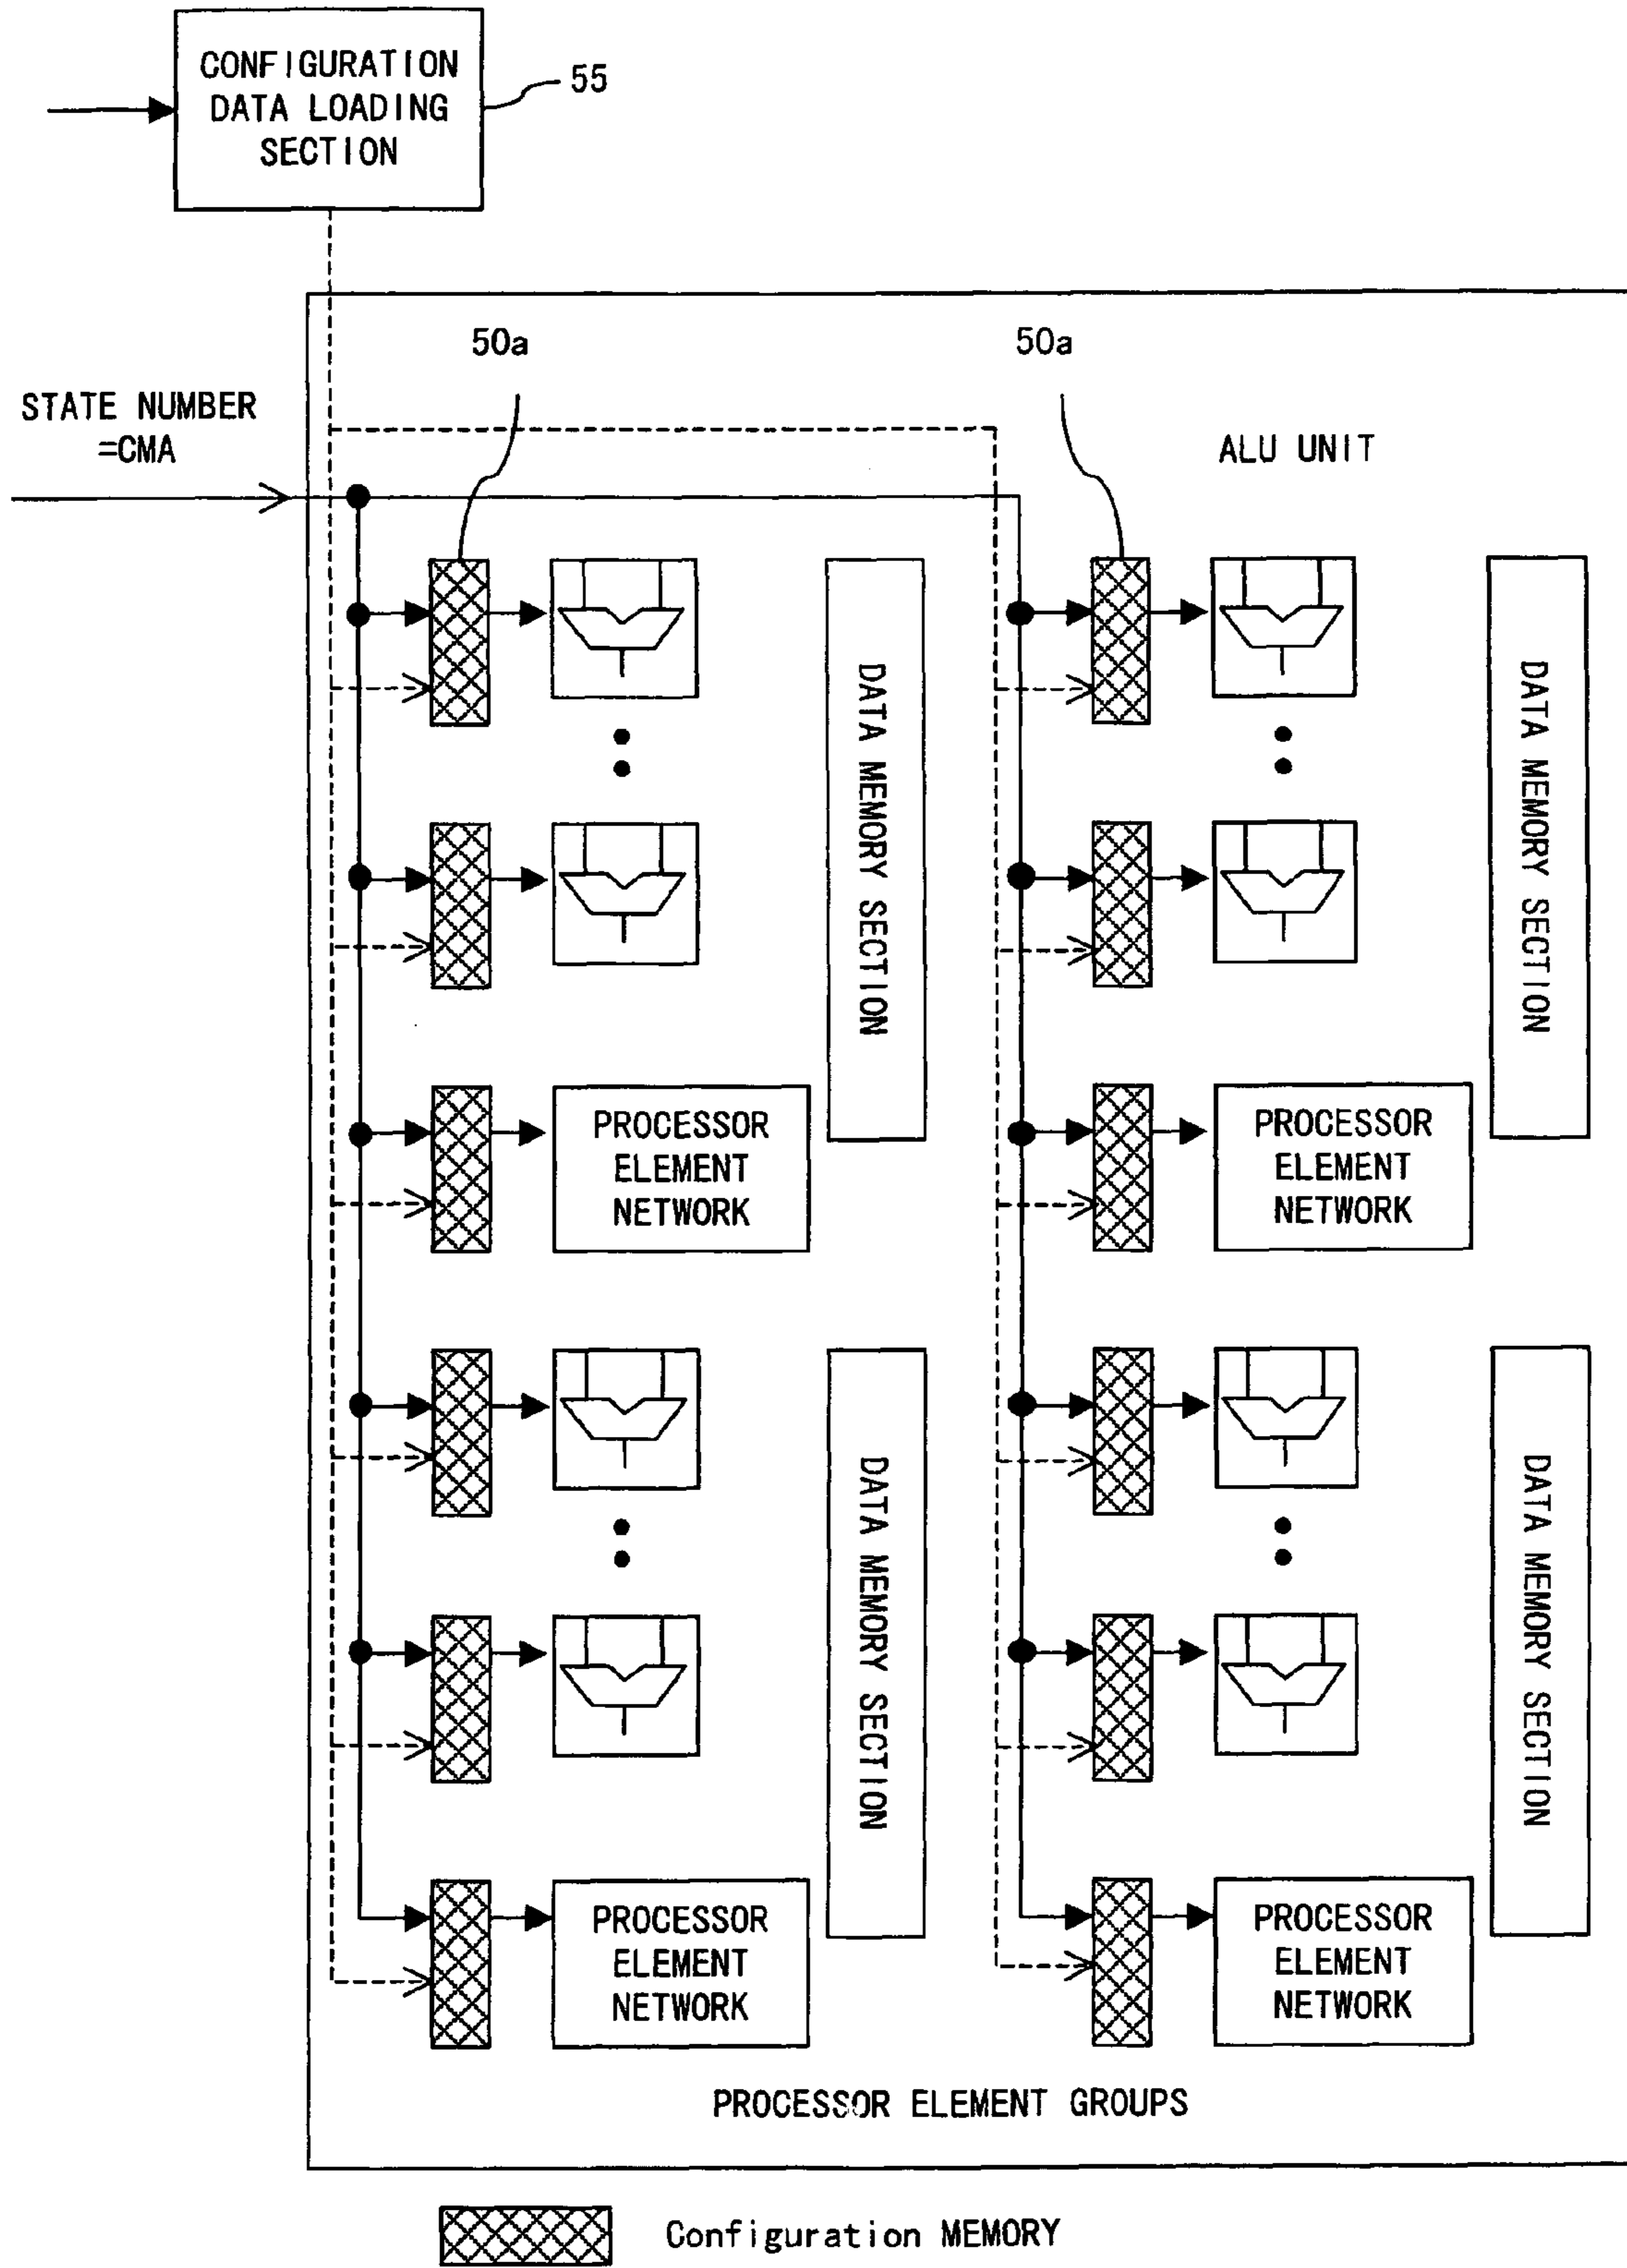 CONFIGURATION
DATA LOADING
SECTION
55
50a
50a
STATE NUMBER
=CMA
ALU UNIT
DATA MEMORY SECTION
DATA MEMORY SECTION
PROCESSOR
ELEMENT
NETWORK
PROCESSOR
ELEMENT
NETWORK
DATA MEMORY SECTION
DATA MEMORY SECTION
PROCESSOR
ELEMENT
NETWORK
PROCESSOR
ELEMENT
NETWORK
PROCESSOR ELEMENT GROUPS
Configuration MEMORY